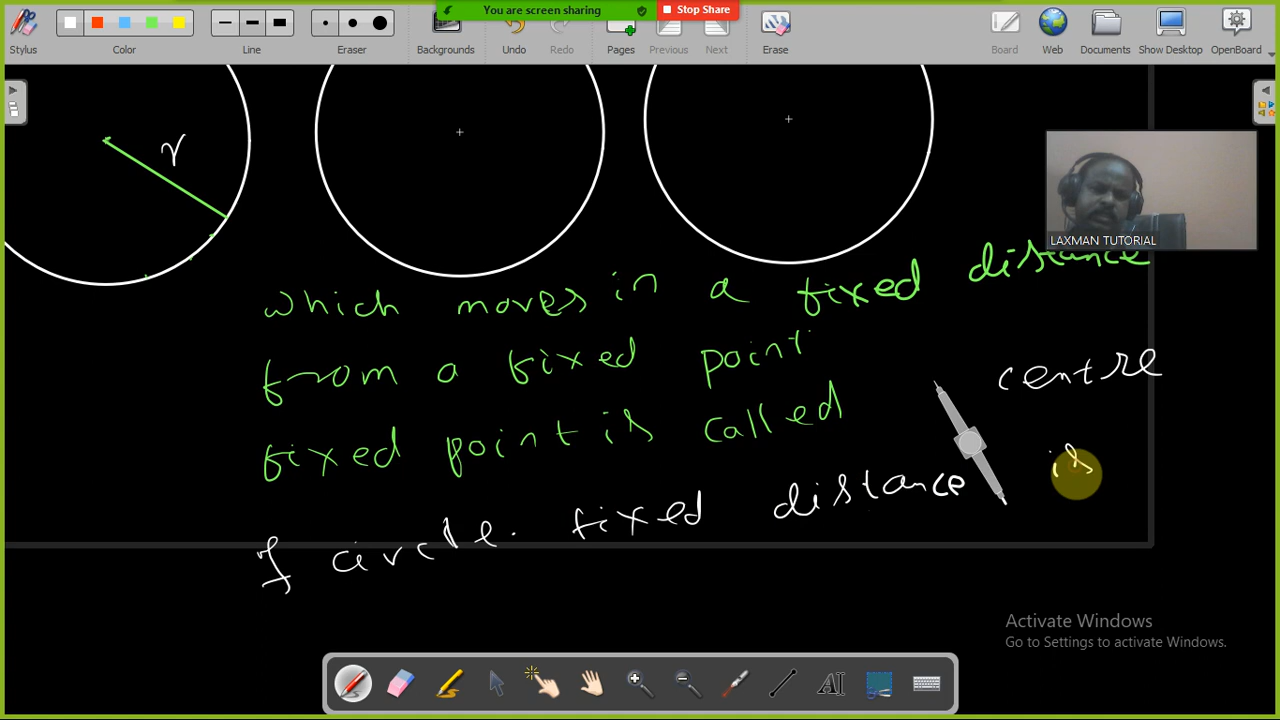 You are screen sharing
Stop Share
Stylus
Color
Line
Eraser
Backgrounds
Undo
Redo
Pages
Previous
Next
Erase
Board
Web
Documents
Show Desktop
OpenBoard
r
LAXMAN TUTORIAL
which moves in a fixed distance
from a fixed point
fixed point is called centre
of circle. fixed distance is
Activate Windows
Go to Settings to activate Windows.
AI